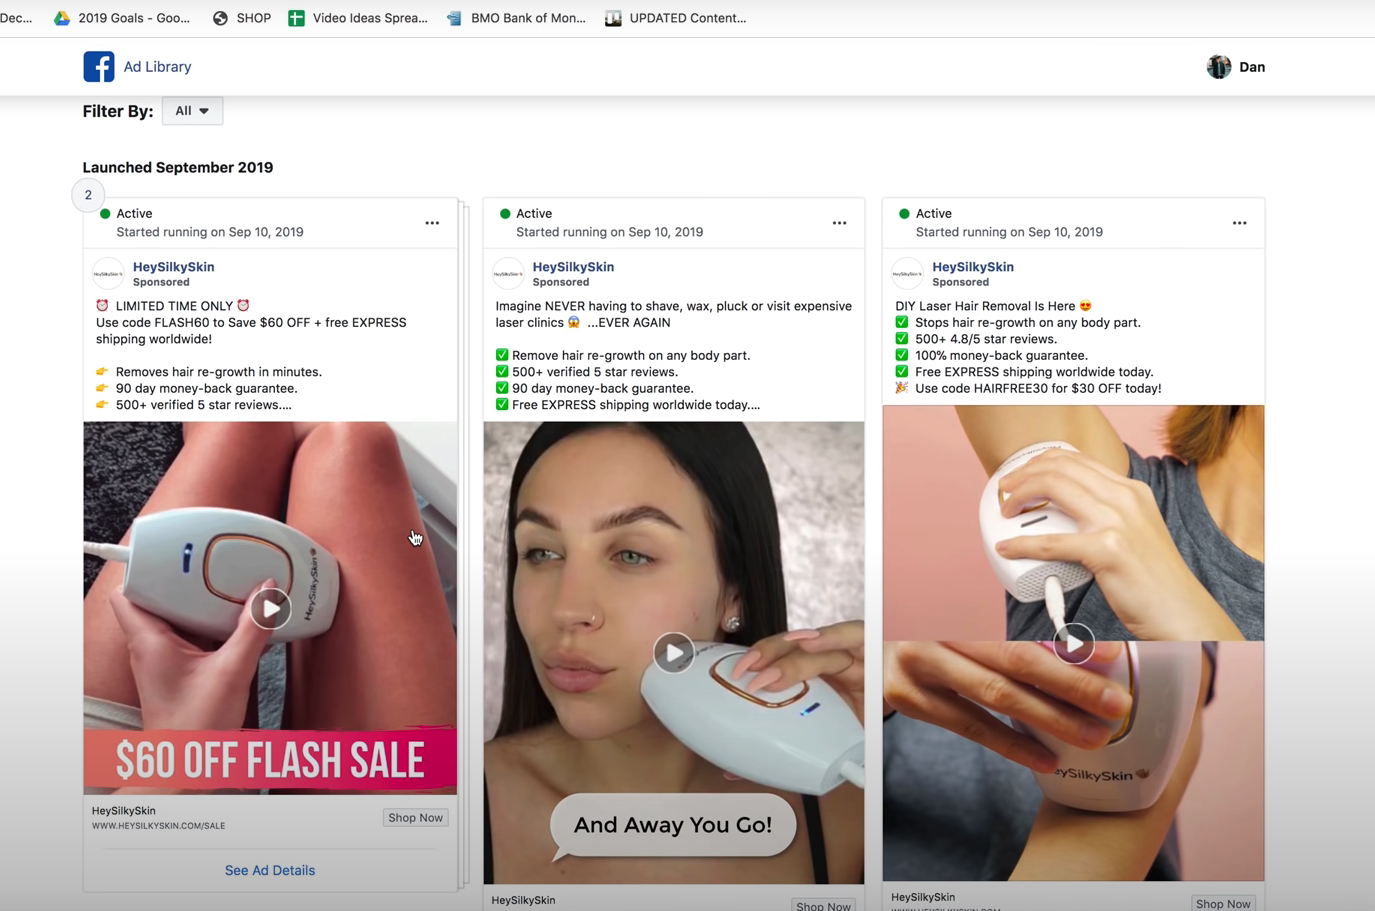 Dec...
2019 Goals - Goo...
SHOP
Video Ideas Sprea...
BMO Bank of Mon...
UPDATED Content...
Ad Library
Dan
Filter By:
All
Launched September 2019
2
Active
Started running on Sep 10, 2019
HeySilkySkin
Sponsored
⏰ LIMITED TIME ONLY ⏰
Use code FLASH60 to Save $60 OFF + free EXPRESS
shipping worldwide!
👉 Removes hair re-growth in minutes.
👉 90 day money-back guarantee.
👉 500+ verified 5 star reviews....
HeySilkySkin
$60 OFF FLASH SALE
HeySilkySkin
WWW.HEYSILKYSKIN.COM/SALE
Shop Now
See Ad Details
Active
Started running on Sep 10, 2019
HeySilkySkin
Sponsored
Imagine NEVER having to shave, wax, pluck or visit expensive
laser clinics 😱 ...EVER AGAIN
✅ Remove hair re-growth on any body part.
✅ 500+ verified 5 star reviews.
✅ 90 day money-back guarantee.
✅ Free EXPRESS shipping worldwide today....
And Away You Go!
HeySilkySkin
Shop Now
Active
Started running on Sep 10, 2019
HeySilkySkin
Sponsored
DIY Laser Hair Removal Is Here 😍
✅ Stops hair re-growth on any body part.
✅ 500+ 4.8/5 star reviews.
✅ 100% money-back guarantee.
✅ Free EXPRESS shipping worldwide today.
🎉 Use code HAIRFREE30 for $30 OFF today!
eySilkySkin
HeySilkySkin
WWW.HEYSILKYSKIN.COM
Shop Now